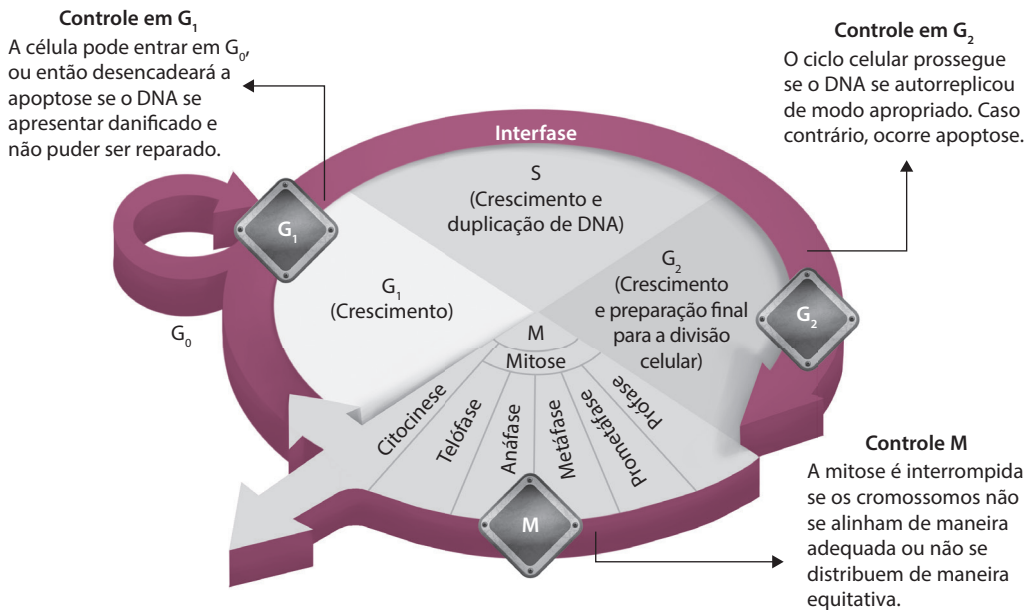 Controle em G₁
A célula pode entrar em G₀,
ou então desencadeará a
apoptose se o DNA se
apresentar danificado e
não puder ser reparado.
Controle em G₂
O ciclo celular prossegue
se o DNA se autorreplicou
de modo apropriado. Caso
contrário, ocorre apoptose.
Interfase
S
(Crescimento e
duplicação de DNA)
G₁
G₁
(Crescimento)
G₂
(Crescimento
e preparação final
para a divisão
celular)
G₂
G₀
M
Mitose
Citocinese
Telófase
Anáfase
Metáfase
Prometáfase
Prófase
M
Controle M
A mitose é interrompida
se os cromossomos não
se alinham de maneira
adequada ou não se
distribuem de maneira
equitativa.